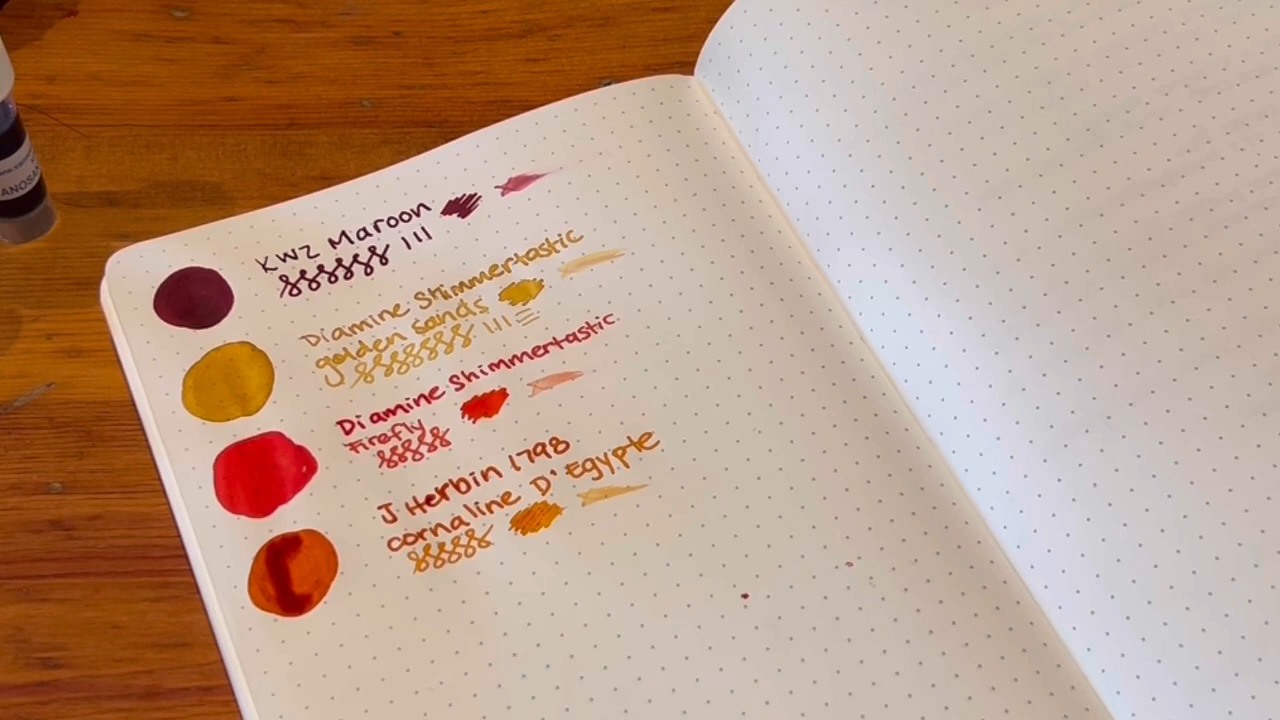 KWZ Maroon
Diamine Shimmertastic
golden sands
Diamine Shimmertastic
Firefly
J Herbin 1798
cornaline D'Egypte